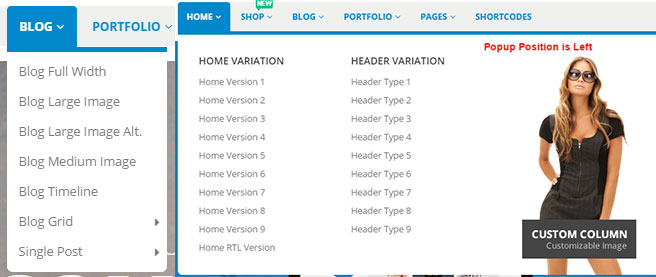 BLOG
PORTFOLIO
Blog Full Width
Blog Large Image
Blog Large Image Alt.
Blog Medium Image
Blog Timeline
Blog Grid
Single Post
NEW
HOME
SHOP
BLOG
PORTFOLIO
PAGES
SHORTCODES
Popup Position is Left
HOME VARIATION
Home Version 1
Home Version 2
Home Version 3
Home Version 4
Home Version 5
Home Version 6
Home Version 7
Home Version 8
Home Version 9
Home RTL Version
HEADER VARIATION
Header Type 1
Header Type 2
Header Type 3
Header Type 4
Header Type 5
Header Type 6
Header Type 7
Header Type 8
Header Type 9
CUSTOM COLUMN
Customizable Image